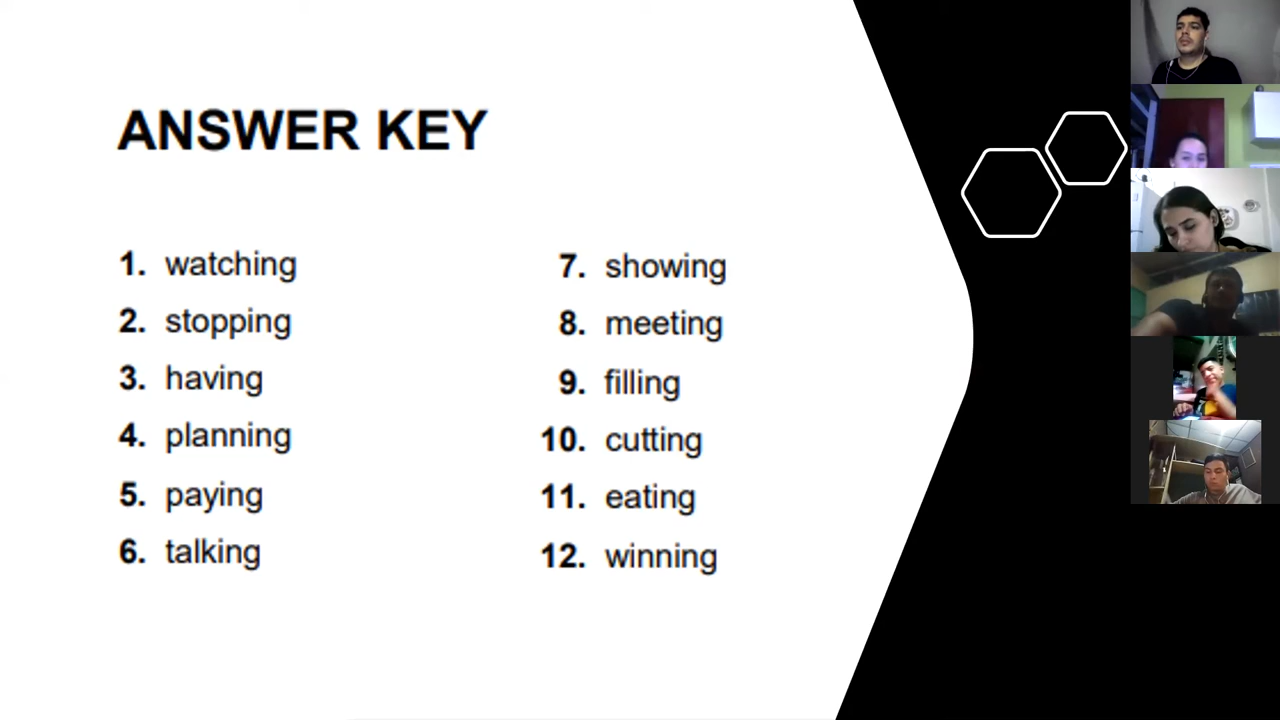 ANSWER KEY
1. watching
2. stopping
3. having
4. planning
5. paying
6. talking
7. showing
8. meeting
9. filling
10. cutting
11. eating
12. winning